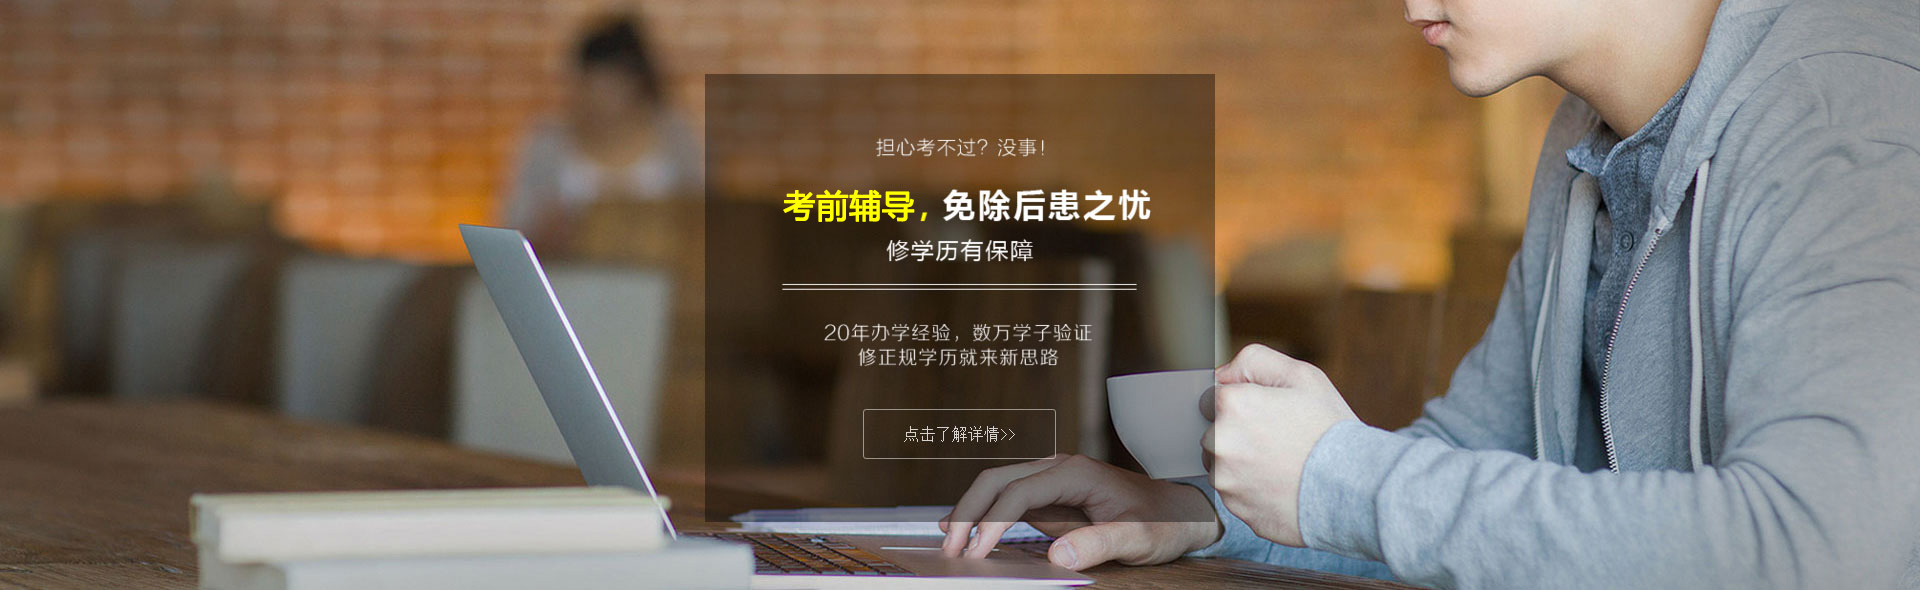 担心考不过？没事！
考前辅导，免除后患之忧
修学历有保障
20年办学经验，数万学子验证
修正规学历就来新思路
点击了解详情>>